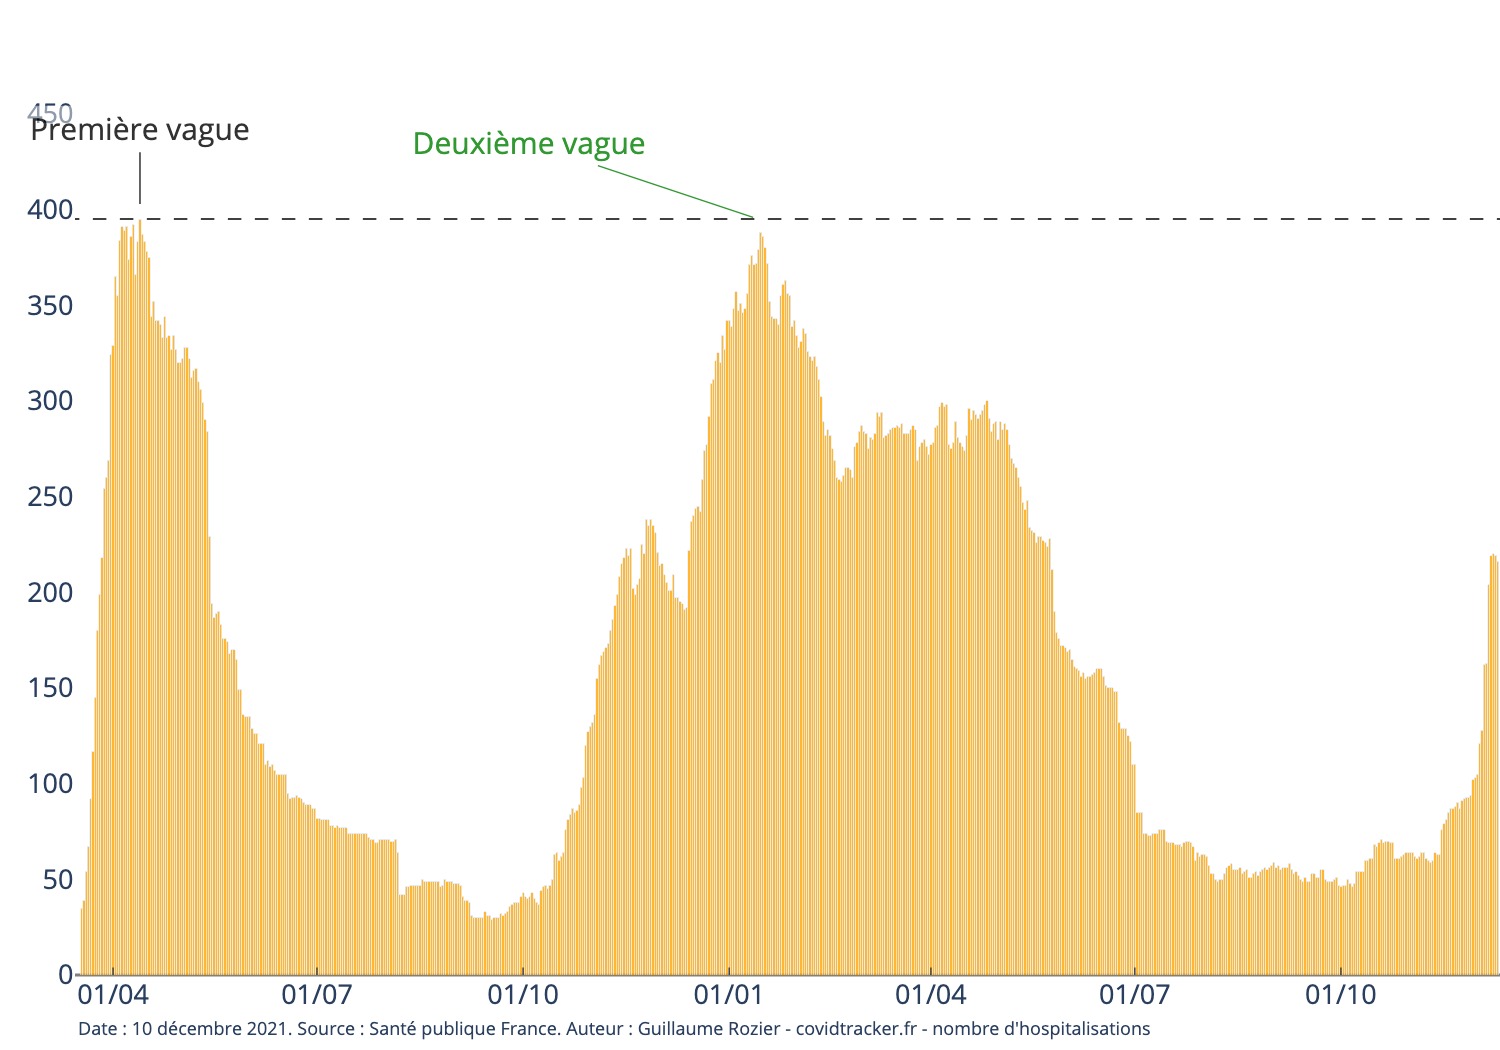 450
Première vague
Deuxième vague
400
350
300
250
200
150
100
50
0
01/04 01/07 01/10 01/01 01/04 01/07 01/10
Date : 10 décembre 2021. Source : Santé publique France. Auteur : Guillaume Rozier - covidtracker.fr - nombre d'hospitalisations